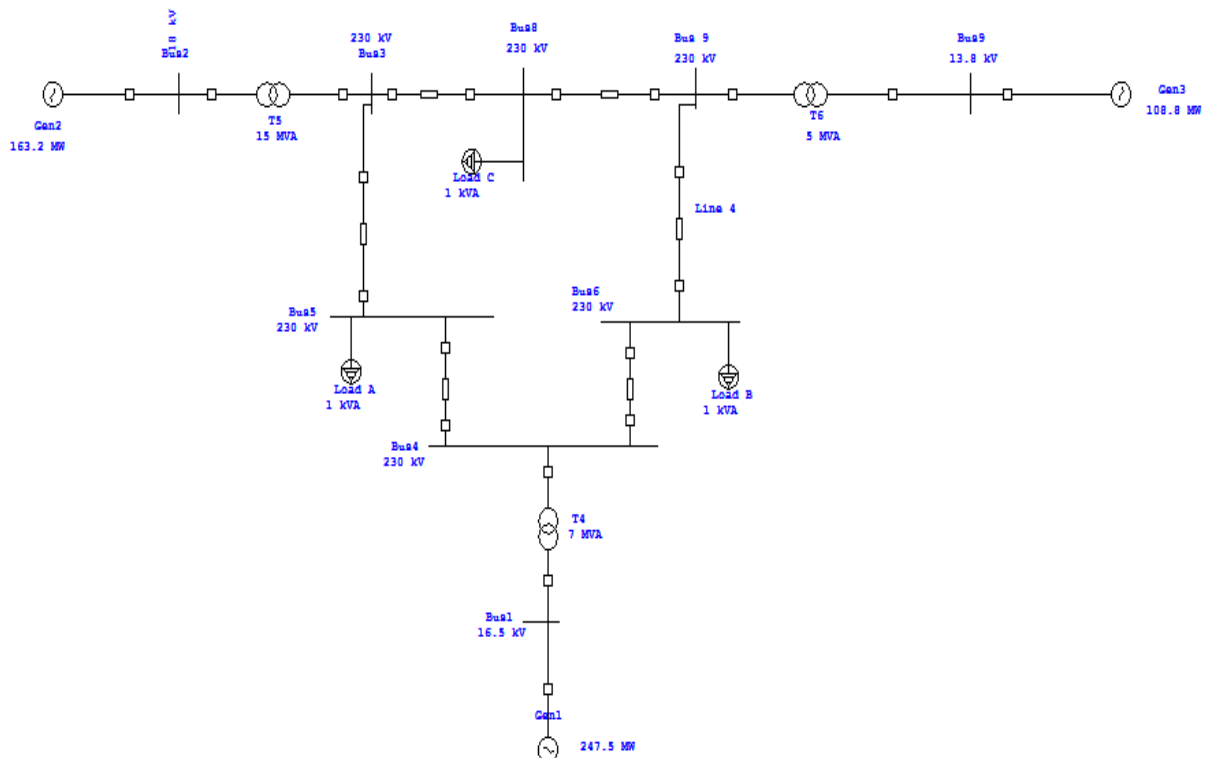 18 kV
Bus2
230 kV
Bus3
Bus8
230 kV
Bus 9
230 kV
Bus9
13.8 kV
Gen2
163.2 MW
T5
15 MVA
T6
5 MVA
Gen3
108.8 MW
Load C
1 kVA
Line 4
Bus5
230 kV
Bus6
230 kV
Load A
1 kVA
Load B
1 kVA
Bus4
230 kV
T4
7 MVA
Bus1
16.5 kV
Gen1
247.5 MW